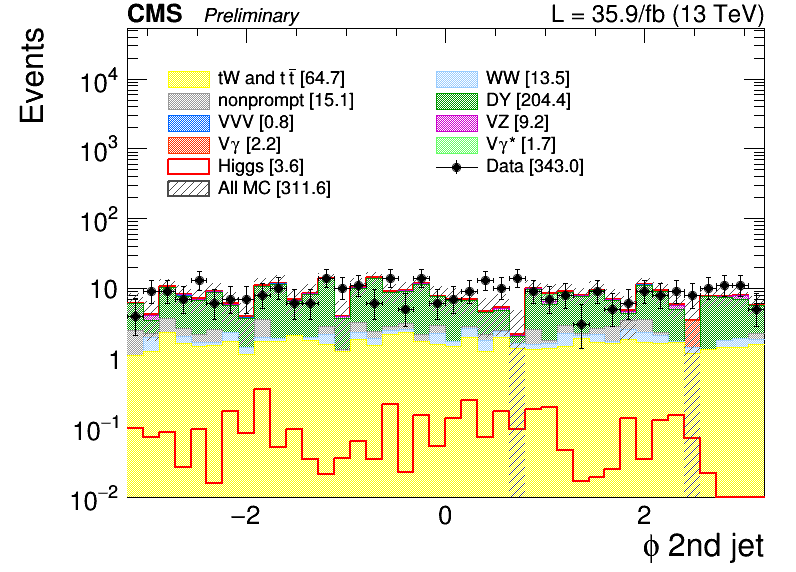 CMS Preliminary L = 35.9/fb (13 TeV)
Events
10⁴
10³
10²
10
1
10⁻¹
10⁻²
tW and t t̄ [64.7] WW [13.5]
nonprompt [15.1] DY [204.4]
VVV [0.8] VZ [9.2]
Vγ [2.2] Vγ* [1.7]
Higgs [3.6] Data [343.0]
All MC [311.6]
−2 0 2
ϕ 2nd jet